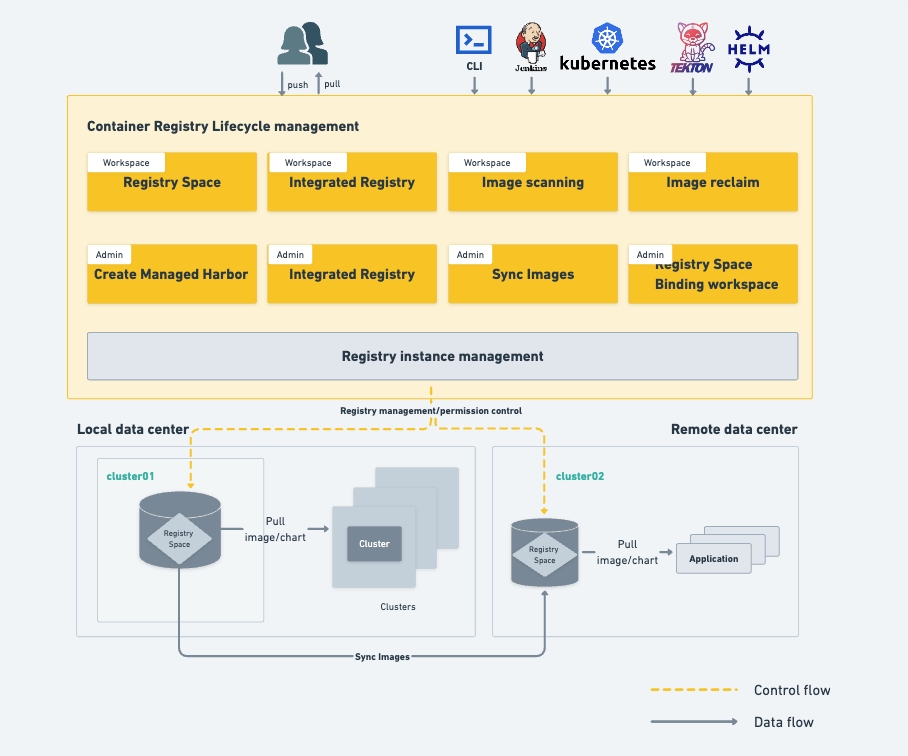 CLI
Jenkins
kubernetes
TEKTON
HELM
push
pull
Container Registry Lifecycle management
Workspace
Registry Space
Workspace
Integrated Registry
Workspace
Image scanning
Workspace
Image reclaim
Admin
Create Managed Harbor
Admin
Integrated Registry
Admin
Sync Images
Admin
Registry Space
Binding workspace
Registry instance management
Registry management/permission control
Local data center
Remote data center
cluster01
Registry
Space
Pull
image/chart
Cluster
Clusters
cluster02
Registry
Space
Pull
image/chart
Application
Sync Images
Control flow
Data flow